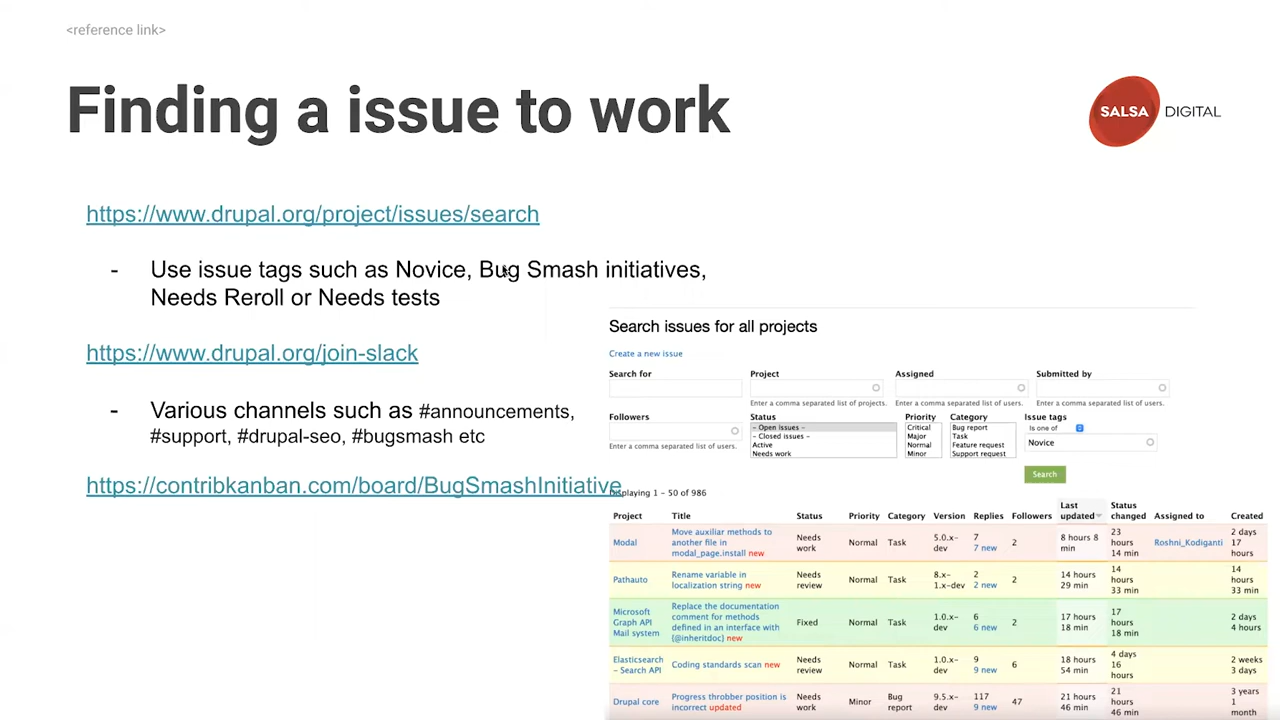 <reference link>
Finding a issue to work
SALSA DIGITAL
https://www.drupal.org/project/issues/search
- Use issue tags such as Novice, Bug Smash initiatives,
Needs Reroll or Needs tests
https://www.drupal.org/join-slack
- Various channels such as #announcements,
#support, #drupal-seo, #bugsmash etc
https://contribkanban.com/board/BugSmashInitiative
Search issues for all projects
Create a new issue
Search for Project Assigned Submitted by
Enter a comma separated list of projects. Enter a comma separated list of users. Enter a comma separated list of users.
Followers Status Priority Category Issue tags
Enter a comma separated list of users.
- Open issues -
- Closed issues -
Active
Needs work
Critical
Major
Normal
Minor
Bug report
Task
Feature request
Support request
Is one of
Novice
Search
Displaying 1 – 50 of 986
Project Title Status Priority Category Version Replies Followers Last updated Status changed Assigned to Created
Modal Move auxiliar methods to another file in modal_page.install new Needs work Normal Task 5.0.x-dev 7 7 new 2 8 hours 8 min 23 hours 14 min Roshni_Kodiganti 2 days 17 hours
Pathauto Rename variable in localization string new Needs review Normal Task 8.x-1.x-dev 2 2 new 2 14 hours 29 min 14 hours 33 min 14 hours 33 min
Microsoft Graph API Mail system Replace the documentation comment for methods defined in an interface with {@inheritdoc} new Fixed Normal Task 1.0.x-dev 6 6 new 2 17 hours 18 min 17 hours 18 min 2 days 4 hours
Elasticsearch - Search API Coding standards scan new Needs review Normal Task 1.0.x-dev 9 9 new 6 18 hours 54 min 4 days 16 hours 2 weeks 3 days
Drupal core Progress throbber position is incorrect updated Needs work Minor Bug report 9.5.x-dev 117 9 new 47 21 hours 46 min 21 hours 46 min 3 years 1 month